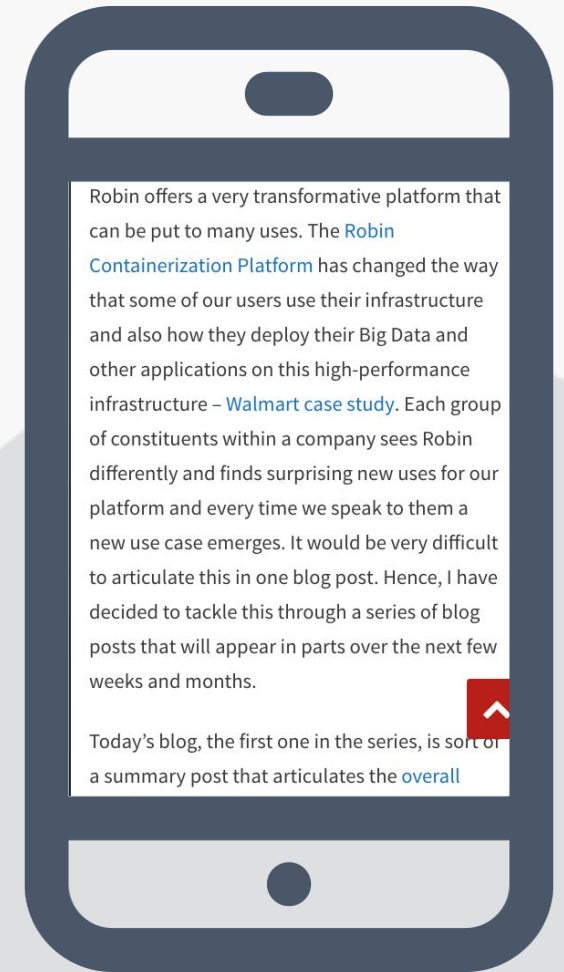 Robin offers a very transformative platform that
can be put to many uses. The Robin
Containerization Platform has changed the way
that some of our users use their infrastructure
and also how they deploy their Big Data and
other applications on this high-performance
infrastructure – Walmart case study. Each group
of constituents within a company sees Robin
differently and finds surprising new uses for our
platform and every time we speak to them a
new use case emerges. It would be very difficult
to articulate this in one blog post. Hence, I have
decided to tackle this through a series of blog
posts that will appear in parts over the next few
weeks and months.
Today’s blog, the first one in the series, is sort of
a summary post that articulates the overall